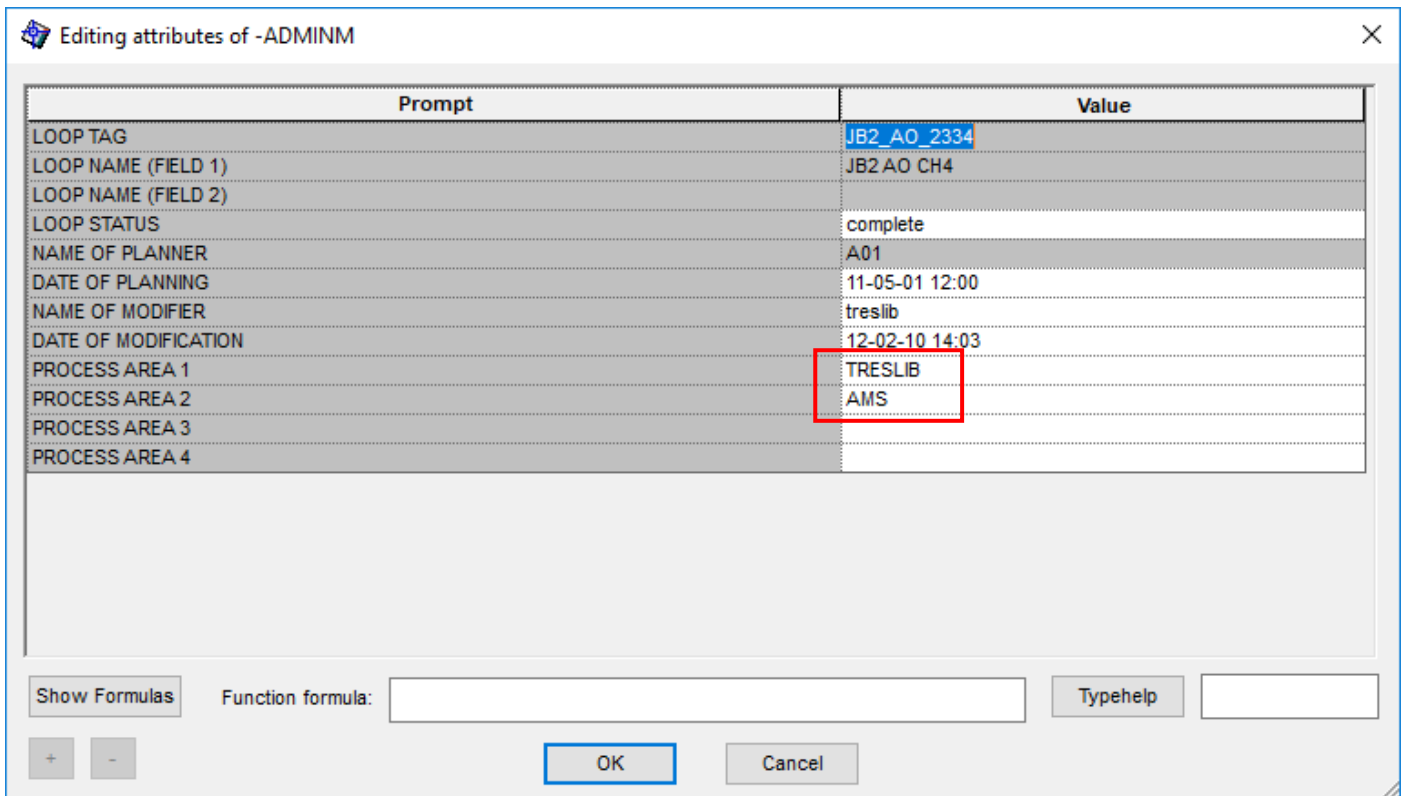 Editing attributes of -ADMINM
Prompt Value
LOOP TAG JB2_AO_2334
LOOP NAME (FIELD 1) JB2 AO CH4
LOOP NAME (FIELD 2)
LOOP STATUS complete
NAME OF PLANNER A01
DATE OF PLANNING 11-05-01 12:00
NAME OF MODIFIER treslib
DATE OF MODIFICATION 12-02-10 14:03
PROCESS AREA 1 TRESLIB
PROCESS AREA 2 AMS
PROCESS AREA 3
PROCESS AREA 4
Show Formulas Function formula: Typehelp
+ - OK Cancel